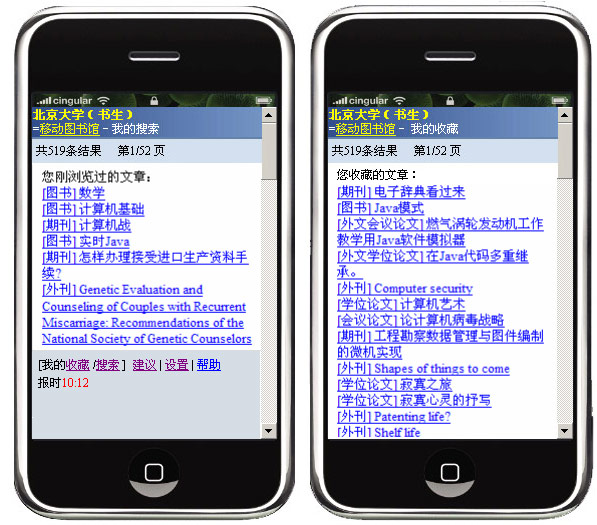 cingular
北京大学（书生）
=移动图书馆 - 我的搜索
共519条结果 第1/52 页
您刚浏览过的文章：
[图书] 数学
[图书] 计算机基础
[期刊] 计算机战
[图书] 实时Java
[期刊] 怎样办理接受进口生产资料手
续?
[外刊] Genetic Evaluation and
Counseling of Couples with Recurrent
Miscarriage: Recommendations of the
National Society of Genetic Counselors
[我的收藏 /搜索 ] 建议 | 设置 | 帮助
报时10:12
cingular
北京大学（书生）
=移动图书馆 - 我的收藏
共519条结果 第1/52 页
您收藏的文章：
[期刊] 电子辞典看过来
[图书] Java模式
[外文会议论文] 燃气涡轮发动机工作
教学用Java软件模拟器
[外文学位论文] 在Java代码多重继
承。
[外刊] Computer security
[学位论文] 计算机艺术
[会议论文] 论计算机病毒战略
[期刊] 工程勘察数据管理与图件编制
的微机实现
[外刊] Shapes of things to come
[学位论文] 寂寞之旅
[学位论文] 寂寞心灵的抒写
[外刊] Patenting life?
[外刊] Shelf life